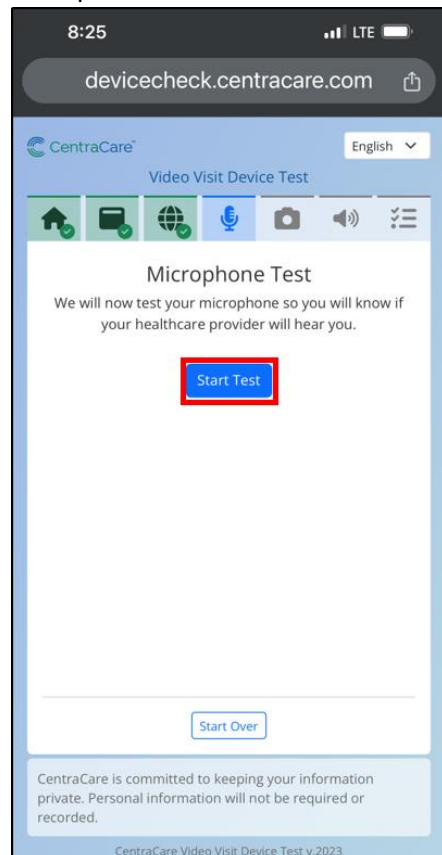 8:25 LTE
devicecheck.centracare.com
CentraCare™ English
Video Visit Device Test
Microphone Test
We will now test your microphone so you will know if
your healthcare provider will hear you.
Start Test
Start Over
CentraCare is committed to keeping your information
private. Personal information will not be required or
recorded.
CentraCare Video Visit Device Test v.2023